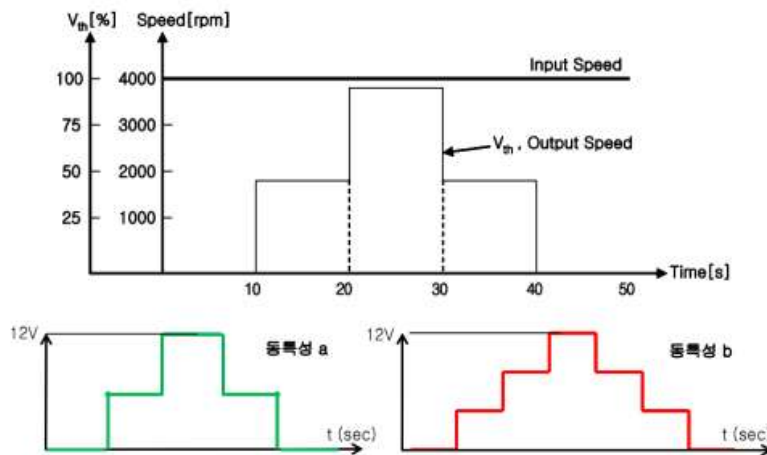 Vth[%] Speed[rpm]
Input Speed
100 4000
75 3000
Vth , Output Speed
50 2000
25 1000
Time[s]
10 20 30 40 50
12V
동특성 a
t (sec)
12V
동특성 b
t (sec)